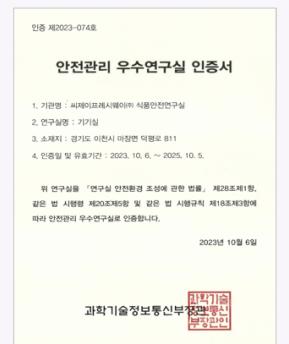 인증 제2023-074호
안전관리 우수연구실 인증서
1. 기관명 : 씨제이프레시웨이㈜ 식품안전연구실
2. 연구실명 : 기기실
3. 소재지 : 경기도 이천시 마장면 덕평로 811
4. 인증일 및 유효기간 : 2023. 10. 6. ~ 2025. 10. 5.
위 연구실을 「연구실 안전환경 조성에 관한 법률」 제28조제1항,
같은 법 시행령 제20조제5항 및 같은 법 시행규칙 제18조제3항에
따라 안전관리 우수연구실로 인증합니다.
2023년 10월 6일
과학기술정보통신부장관
과학기술
정보통신
부장관인